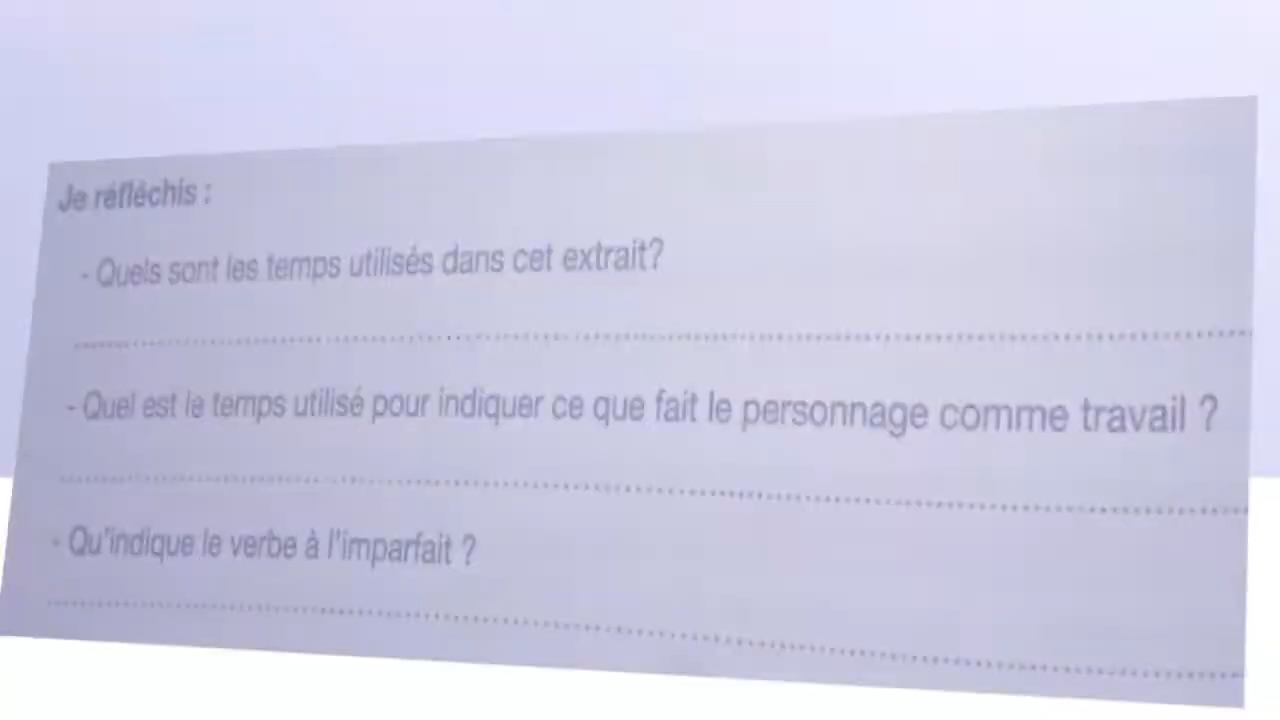 Je réfléchis :
- Quels sont les temps utilisés dans cet extrait?
- Quel est le temps utilisé pour indiquer ce que fait le personnage comme travail ?
- Qu'indique le verbe à l'imparfait ?